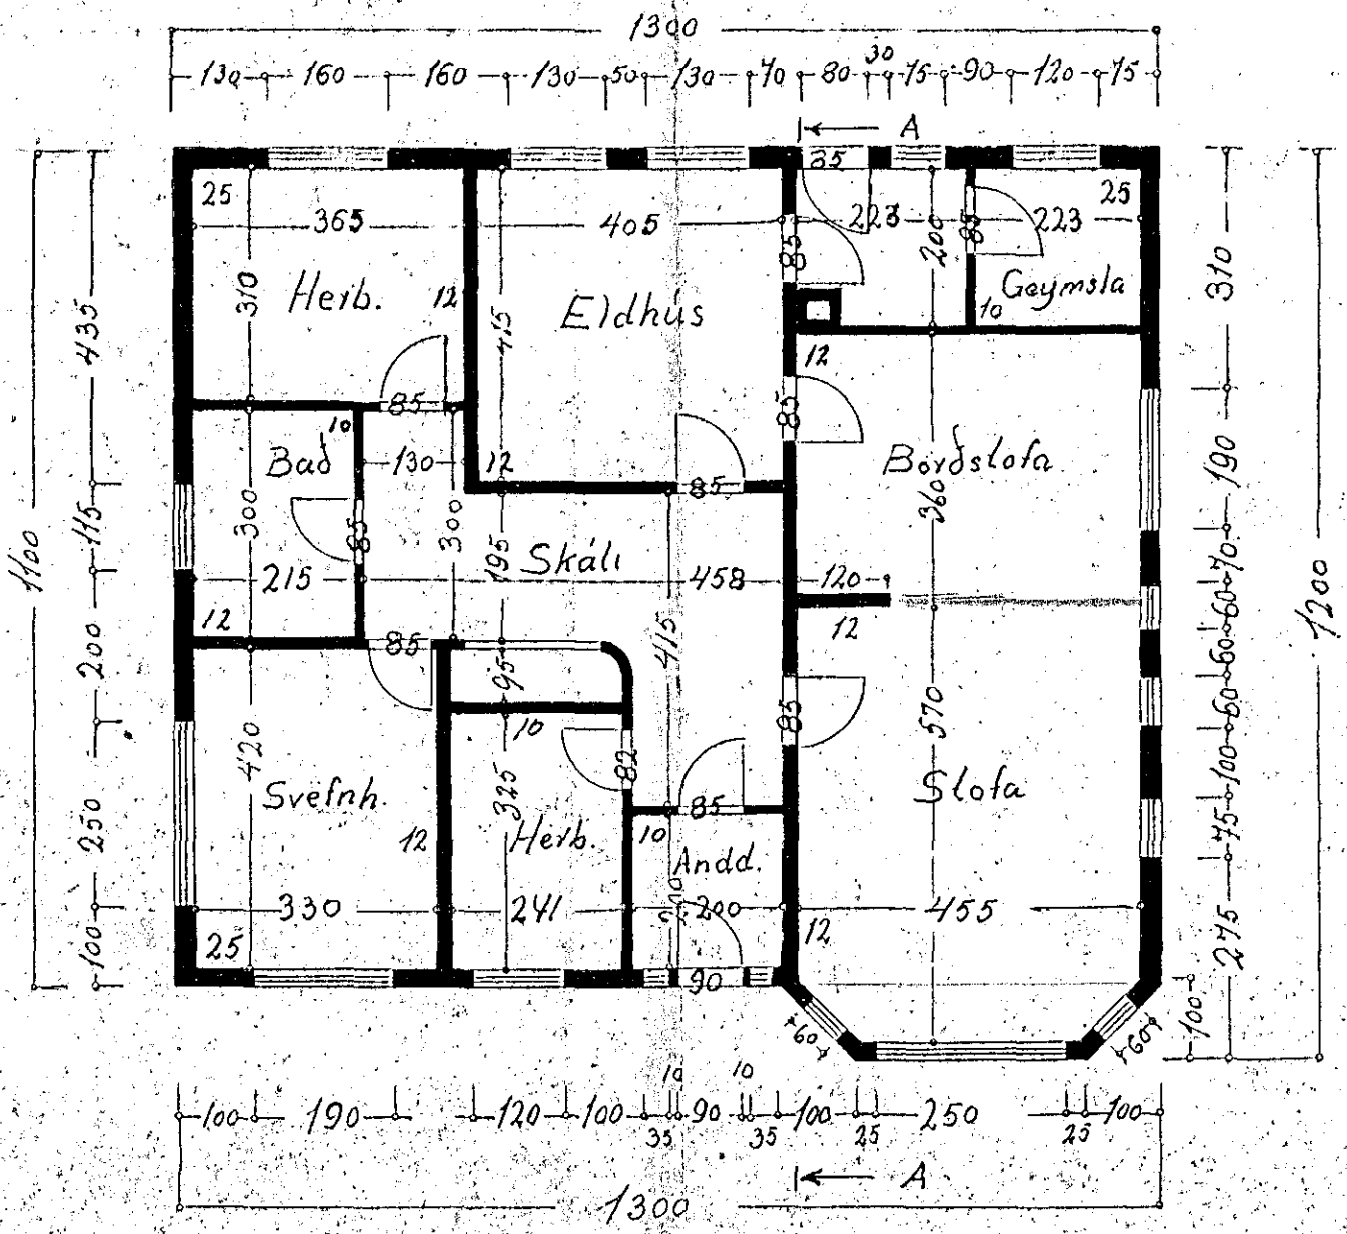 1300
130 160 160 130 50 130 70 80 30 75 90 120 75
A
85
25 25
365 405 223 223
85 85
310 200
Herb. 12 Eldhús Geymsla 310
415 10
435 12
85 85
10
Bað 130 12 Borðstofa 190
85 360
115 300 85 300 195 Skáli
1100 215 458 120 70 1200
12 12 60
200 85 415 60
95 570 60
10 85
420 82 100
Svefnh. 325 Stofa
250 12 Herb. 85 75
10
Andd.
330 241 200 200 455
100 25 12 275
90
60 60 100
10 10
100 190 120 100 35 90 35 100 25 250 25 100
A
1300